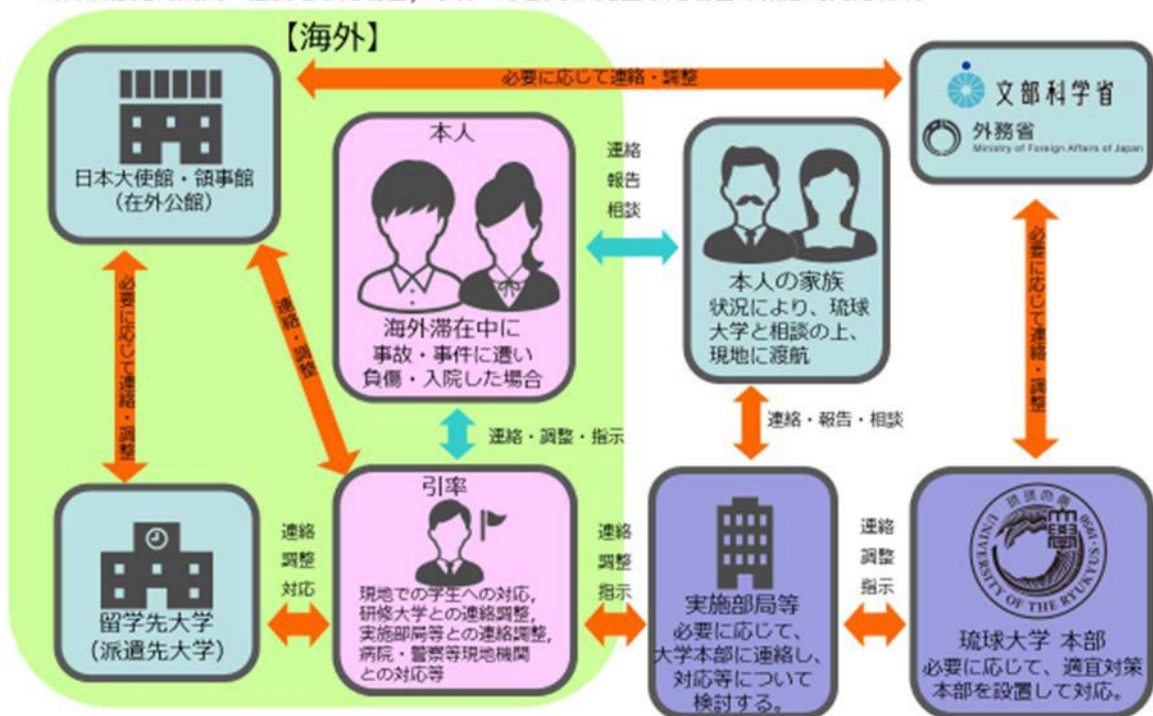 【海外】
必要に応じて連絡・調整
文部科学省
外務省
Ministry of Foreign Affairs of Japan
日本大使館・領事館
(在外公館)
本人
海外滞在中に
事故・事件に遭い
負傷・入院した場合
連絡
報告
相談
本人の家族
状況により、琉球
大学と相談の上、
現地に渡航
必要に応じて連絡・調整
連絡・調整
必要に応じて連絡・調整
連絡・調整・指示
連絡・報告・相談
留学先大学
(派遣先大学)
連絡
調整
対応
引率
現地での学生への対応,
研修大学との連絡調整,
実施部局等との連絡調整,
病院・警察等現地機関
との対応等
連絡
調整
指示
実施部局等
必要に応じて、
大学本部に連絡し、
対応等について
検討する。
連絡
調整
指示
UNIVERSITY OF THE RYUKYUS・1950
琉球大学 本部
必要に応じて、適宜対策
本部を設置して対応。